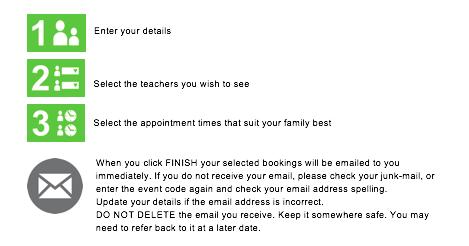 1 Enter your details
2 Select the teachers you wish to see
3 Select the appointment times that suit your family best
When you click FINISH your selected bookings will be emailed to you
immediately. If you do not receive your email, please check your junk-mail, or
enter the event code again and check your email address spelling.
Update your details if the email address is incorrect.
DO NOT DELETE the email you receive. Keep it somewhere safe. You may
need to refer back to it at a later date.